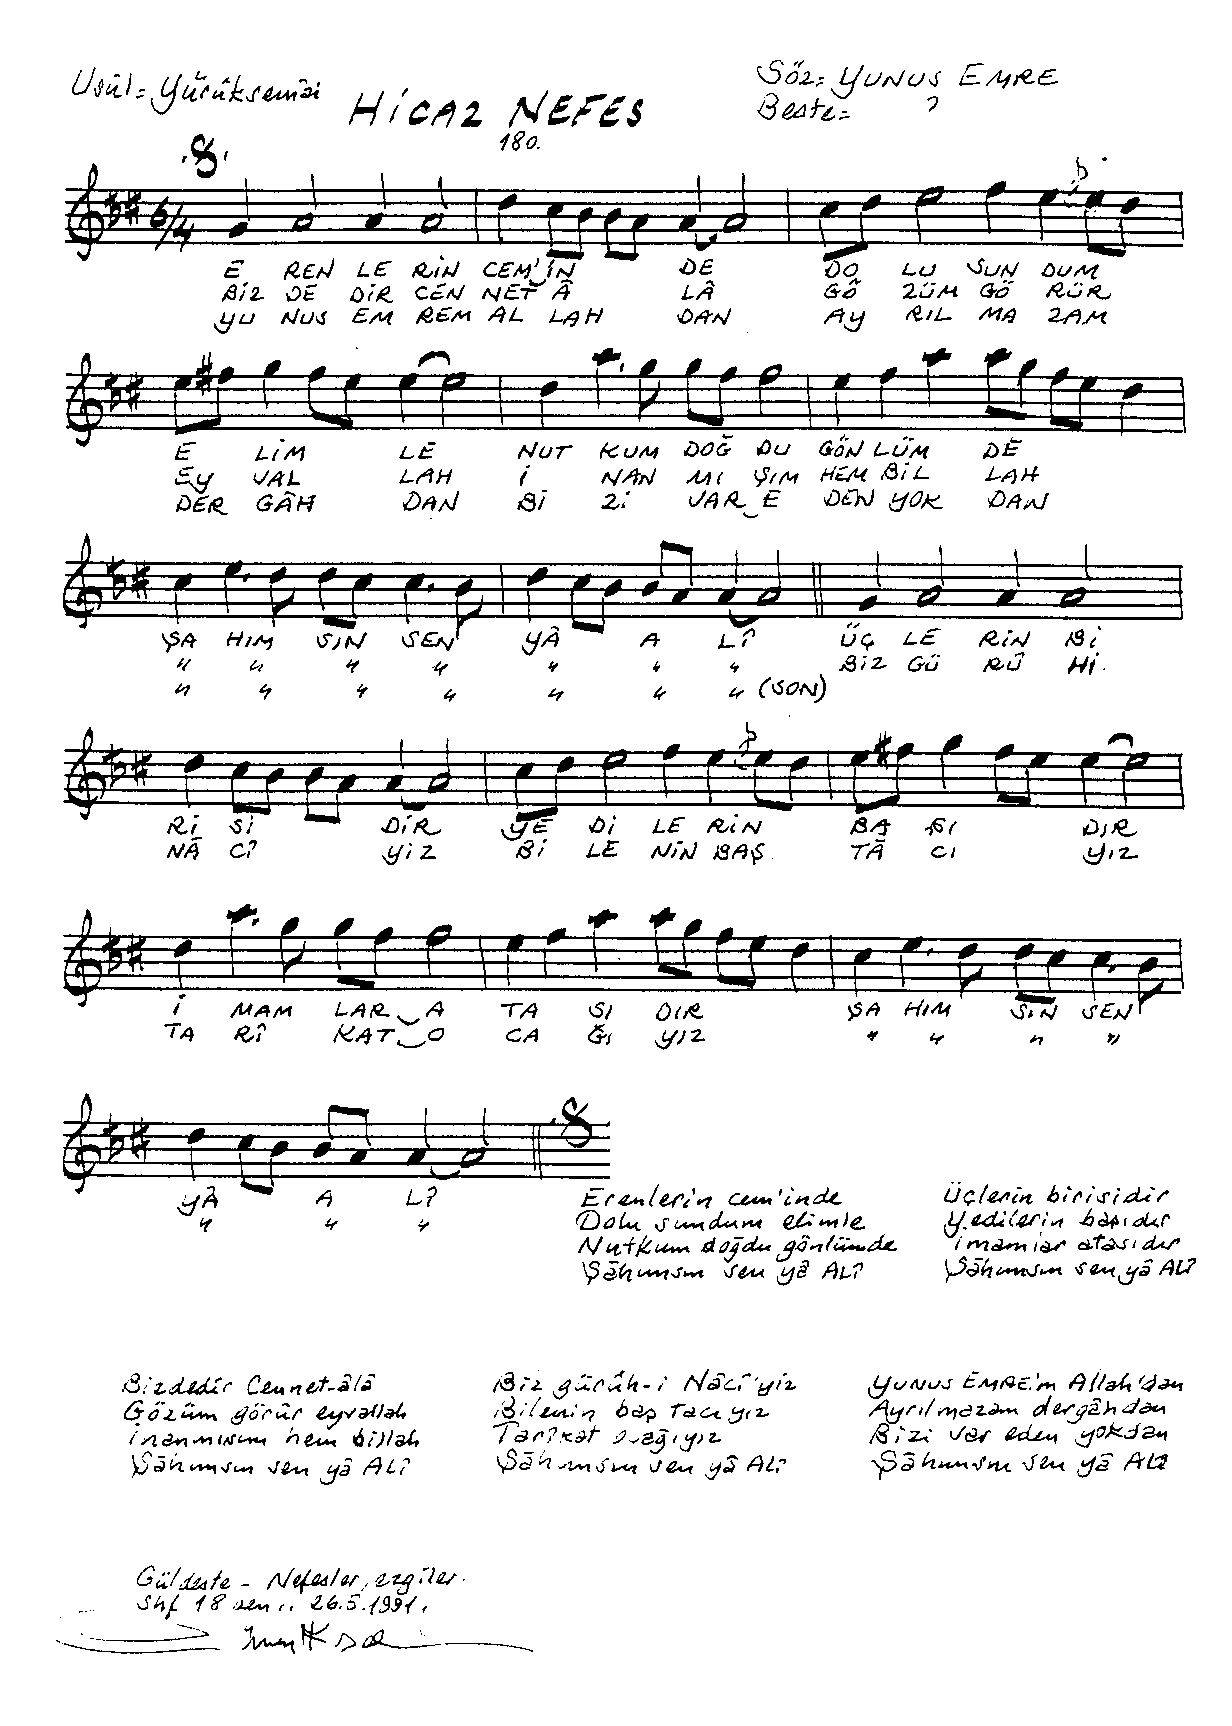 Usûl= Yürüksemâi
HİCAZ NEFES
180.
Söz= YUNUS EMRE
Beste= ?
6/4
E REN LE RİN CEM' İN DE DO LU SUN DUM
BİZ DE DİR CEN NET Â LÂ GÖ ZÜM GÖ RÜR
YU NUS EM REM AL LAH DAN AY RIL MA ZAM
E LİM LE NUT KUM DOĞ DU GÖN LÜM DE
EY VAL LAH İ NAN MI ŞIM HEM BİL LAH
DER GÂH DAN Bİ Zİ VAR E DEN YOK DAN
ŞA HIM SIN SEN YÂ A LÎ ÜÇ LE RİN Bİ
" " " " " " " BİZ GÜ RÛ Hİ
" " " " " " " (SON)
Rİ Sİ DİR YE Dİ LE RİN BA ŞI DIR
NÂ CÎ YİZ Bİ LE NİN BAŞ TÂ CI YIZ
İ MAM LAR A TA SI DIR ŞA HIM SIN SEN
TA RÎ KAT O CA ĞI YIZ " " " "
YÂ A LÎ
" " "
Erenlerin cem'inde
Dolu sundum elimle
Nutkum doğdu gönlümde
Şâhımsın sen yâ ALÎ
Üçlerin birisidir
Yedilerin başıdır
İmamlar atasıdır
Şâhımsın sen yâ ALÎ
Bizdedir Cennet-âlâ
Gözüm görür eyvallah
İnanmışım hem billah
Şâhımsın sen yâ ALÎ
Biz gürûh-i Nâcî'yiz
Bilenin baş tacıyız
Tarîkat ocağıyız
Şâhımsın sen yâ ALÎ
YUNUS EMRE'm Allah'dan
Ayrılmazam dergâhdan
Bizi var eden yokdan
Şâhımsın sen yâ ALÎ
Güldeste - Nefesler, ezgiler.
Shf 18 26.5.1991.